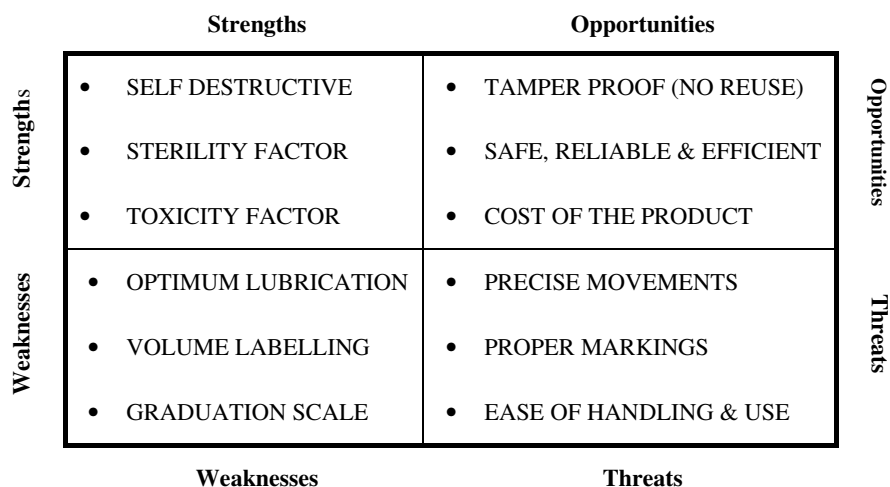 Strengths Opportunities
Strengths
• SELF DESTRUCTIVE
• STERILITY FACTOR
• TOXICITY FACTOR
• TAMPER PROOF (NO REUSE)
• SAFE, RELIABLE & EFFICIENT
• COST OF THE PRODUCT
Opportunities
Weaknesses
• OPTIMUM LUBRICATION
• VOLUME LABELLING
• GRADUATION SCALE
• PRECISE MOVEMENTS
• PROPER MARKINGS
• EASE OF HANDLING & USE
Threats
Weaknesses Threats